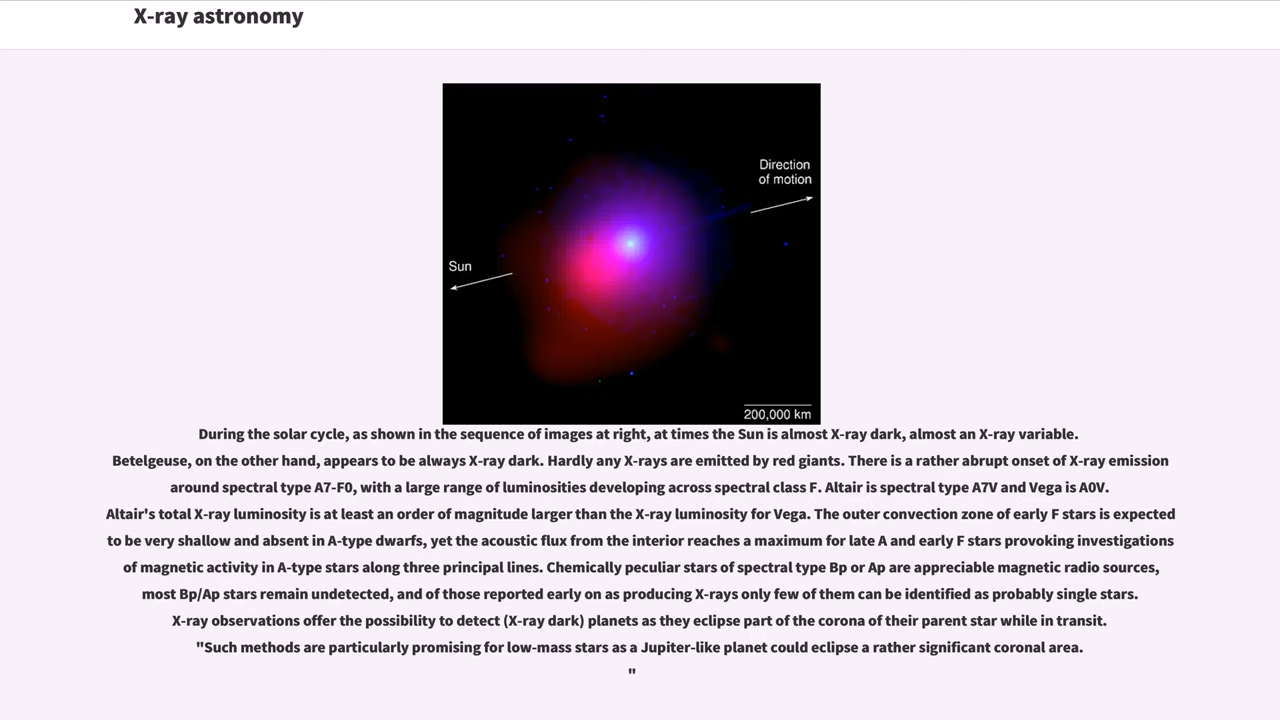 X-ray astronomy
Direction
of motion
Sun
200,000 km
During the solar cycle, as shown in the sequence of images at right, at times the Sun is almost X-ray dark, almost an X-ray variable.
Betelgeuse, on the other hand, appears to be always X-ray dark. Hardly any X-rays are emitted by red giants. There is a rather abrupt onset of X-ray emission
around spectral type A7-F0, with a large range of luminosities developing across spectral class F. Altair is spectral type A7V and Vega is A0V.
Altair's total X-ray luminosity is at least an order of magnitude larger than the X-ray luminosity for Vega. The outer convection zone of early F stars is expected
to be very shallow and absent in A-type dwarfs, yet the acoustic flux from the interior reaches a maximum for late A and early F stars provoking investigations
of magnetic activity in A-type stars along three principal lines. Chemically peculiar stars of spectral type Bp or Ap are appreciable magnetic radio sources,
most Bp/Ap stars remain undetected, and of those reported early on as producing X-rays only few of them can be identified as probably single stars.
X-ray observations offer the possibility to detect (X-ray dark) planets as they eclipse part of the corona of their parent star while in transit.
"Such methods are particularly promising for low-mass stars as a Jupiter-like planet could eclipse a rather significant coronal area.
"